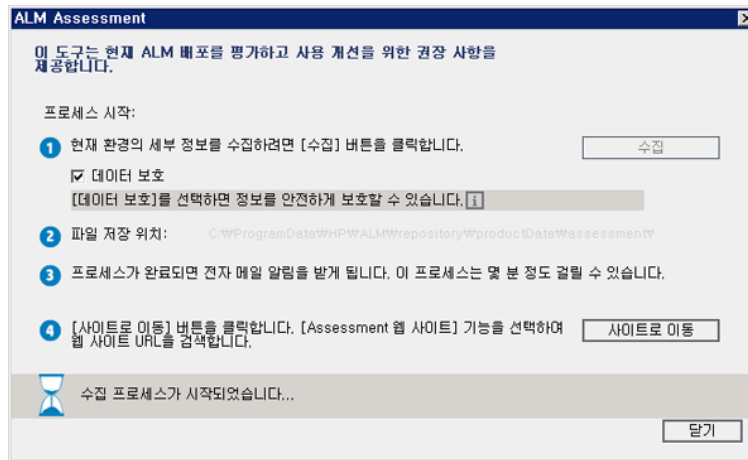 ALM Assessment
이 도구는 현재 ALM 배포를 평가하고 사용 개선을 위한 권장 사항을
제공합니다.
프로세스 시작:
1 현재 환경의 세부 정보를 수집하려면 [수집] 버튼을 클릭합니다. 수집
데이터 보호
[데이터 보호]를 선택하면 정보를 안전하게 보호할 수 있습니다. i
2 파일 저장 위치: C:₩ProgramData₩HP₩ALM₩repository₩productData₩assessment₩
3 프로세스가 완료되면 전자 메일 알림을 받게 됩니다. 이 프로세스는 몇 분 정도 걸릴 수 있습니다.
4 [사이트로 이동] 버튼을 클릭합니다. [Assessment 웹 사이트] 기능을 선택하여 사이트로 이동
웹 사이트 URL을 검색합니다.
수집 프로세스가 시작되었습니다...
닫기